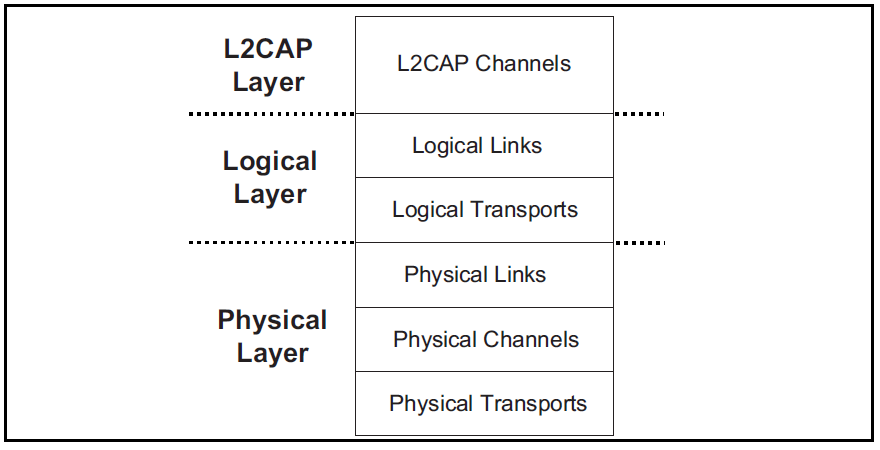 L2CAP
Layer
L2CAP Channels
Logical
Layer
Logical Links
Logical Transports
Physical
Layer
Physical Links
Physical Channels
Physical Transports